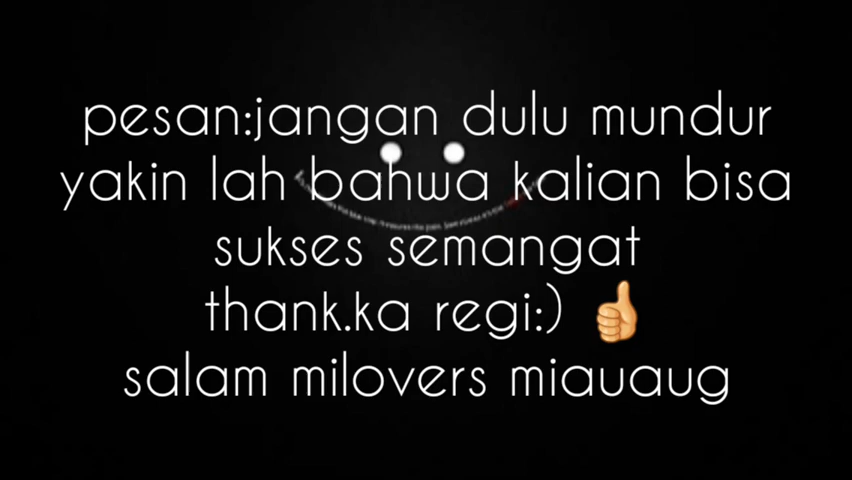 pesan:jangan dulu mundur
yakin lah bahwa kalian bisa
sukses semangat
thank.ka regi:) 👍
salam milovers miauaug